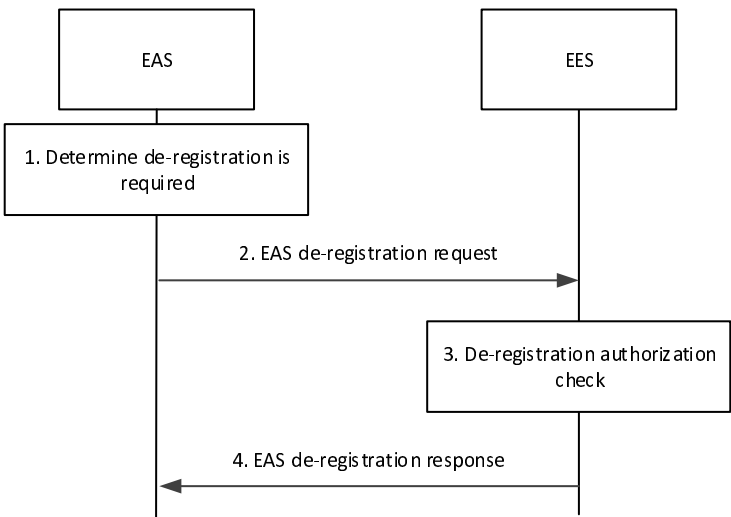 EAS
EES
1. Determine de-registration is
required
2. EAS de-registration request
3. De-registration authorization
check
4. EAS de-registration response